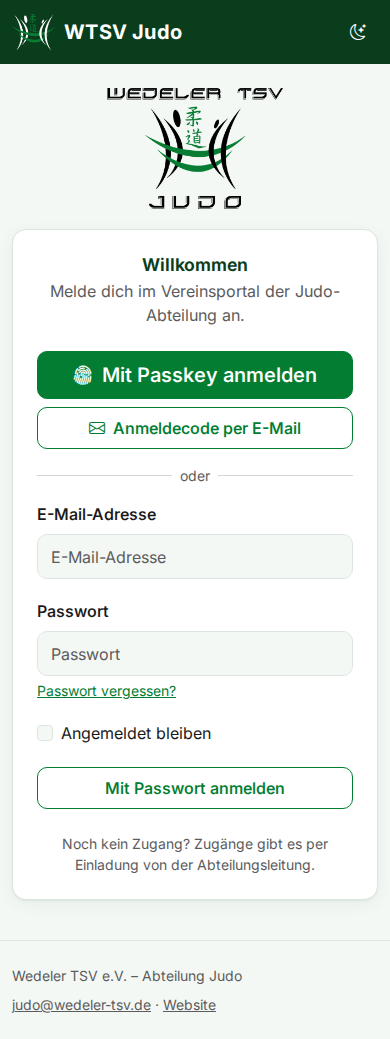 WTSV Judo
WEDELER TSV
柔
道
JUDO
Willkommen
Melde dich im Vereinsportal der Judo-
Abteilung an.
Mit Passkey anmelden
Anmeldecode per E-Mail
oder
E-Mail-Adresse
E-Mail-Adresse
Passwort
Passwort
Passwort vergessen?
Angemeldet bleiben
Mit Passwort anmelden
Noch kein Zugang? Zugänge gibt es per
Einladung von der Abteilungsleitung.
Wedeler TSV e.V. – Abteilung Judo
judo@wedeler-tsv.de · Website